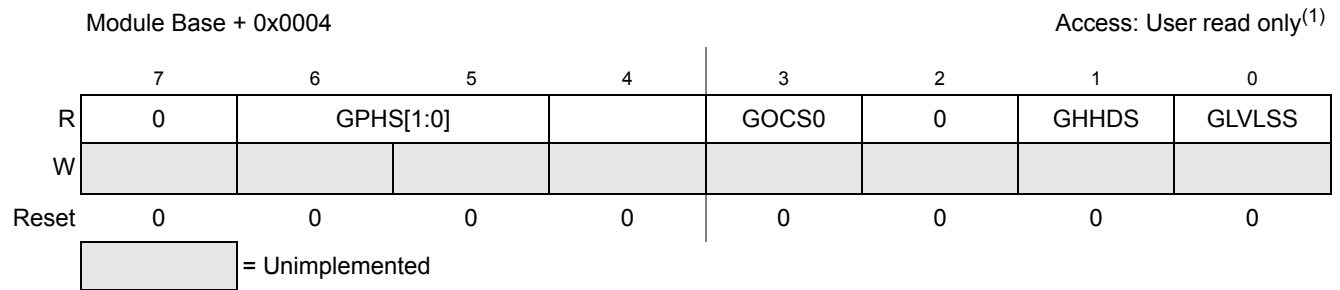 Module Base + 0x0004 Access: User read only(1)
7 6 5 4 3 2 1 0
R 0 GPHS[1:0] GOCS0 0 GHHDS GLVLSS
W
Reset 0 0 0 0 0 0 0 0
= Unimplemented